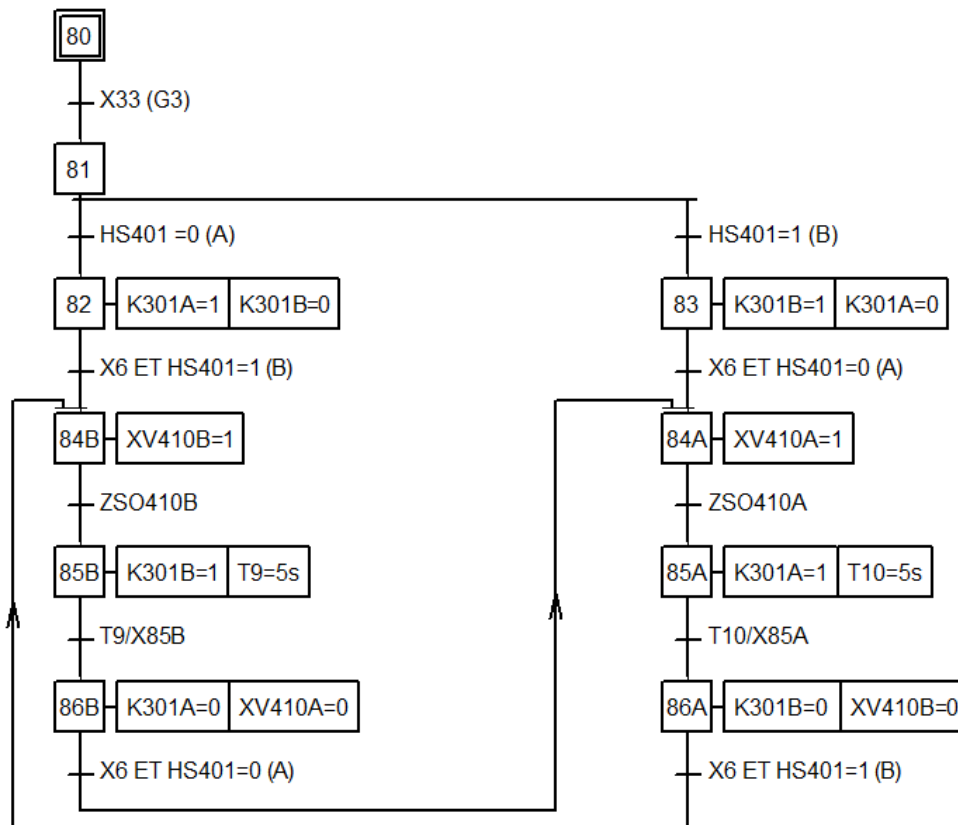 80
X33 (G3)
81
HS401 =0 (A)
HS401=1 (B)
82 K301A=1 K301B=0
83 K301B=1 K301A=0
X6 ET HS401=1 (B)
X6 ET HS401=0 (A)
84B XV410B=1
84A XV410A=1
ZSO410B
ZSO410A
85B K301B=1 T9=5s
85A K301A=1 T10=5s
T9/X85B
T10/X85A
86B K301A=0 XV410A=0
86A K301B=0 XV410B=0
X6 ET HS401=0 (A)
X6 ET HS401=1 (B)